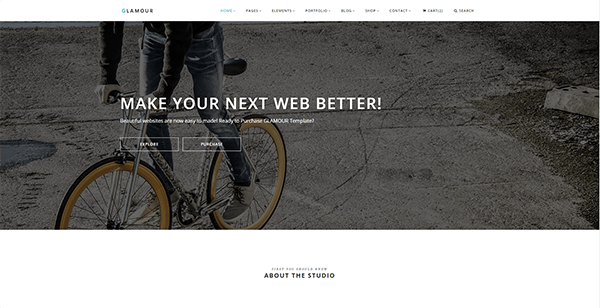 GLAMOUR
HOME PAGES ELEMENTS PORTFOLIO BLOG SHOP CONTACT CART(2) SEARCH
MAKE YOUR NEXT WEB BETTER!
Beautiful websites are now easy to made! Ready to Purchase GLAMOUR Template?
EXPLORE PURCHASE
FIRST YOU SHOULD KNOW
ABOUT THE STUDIO